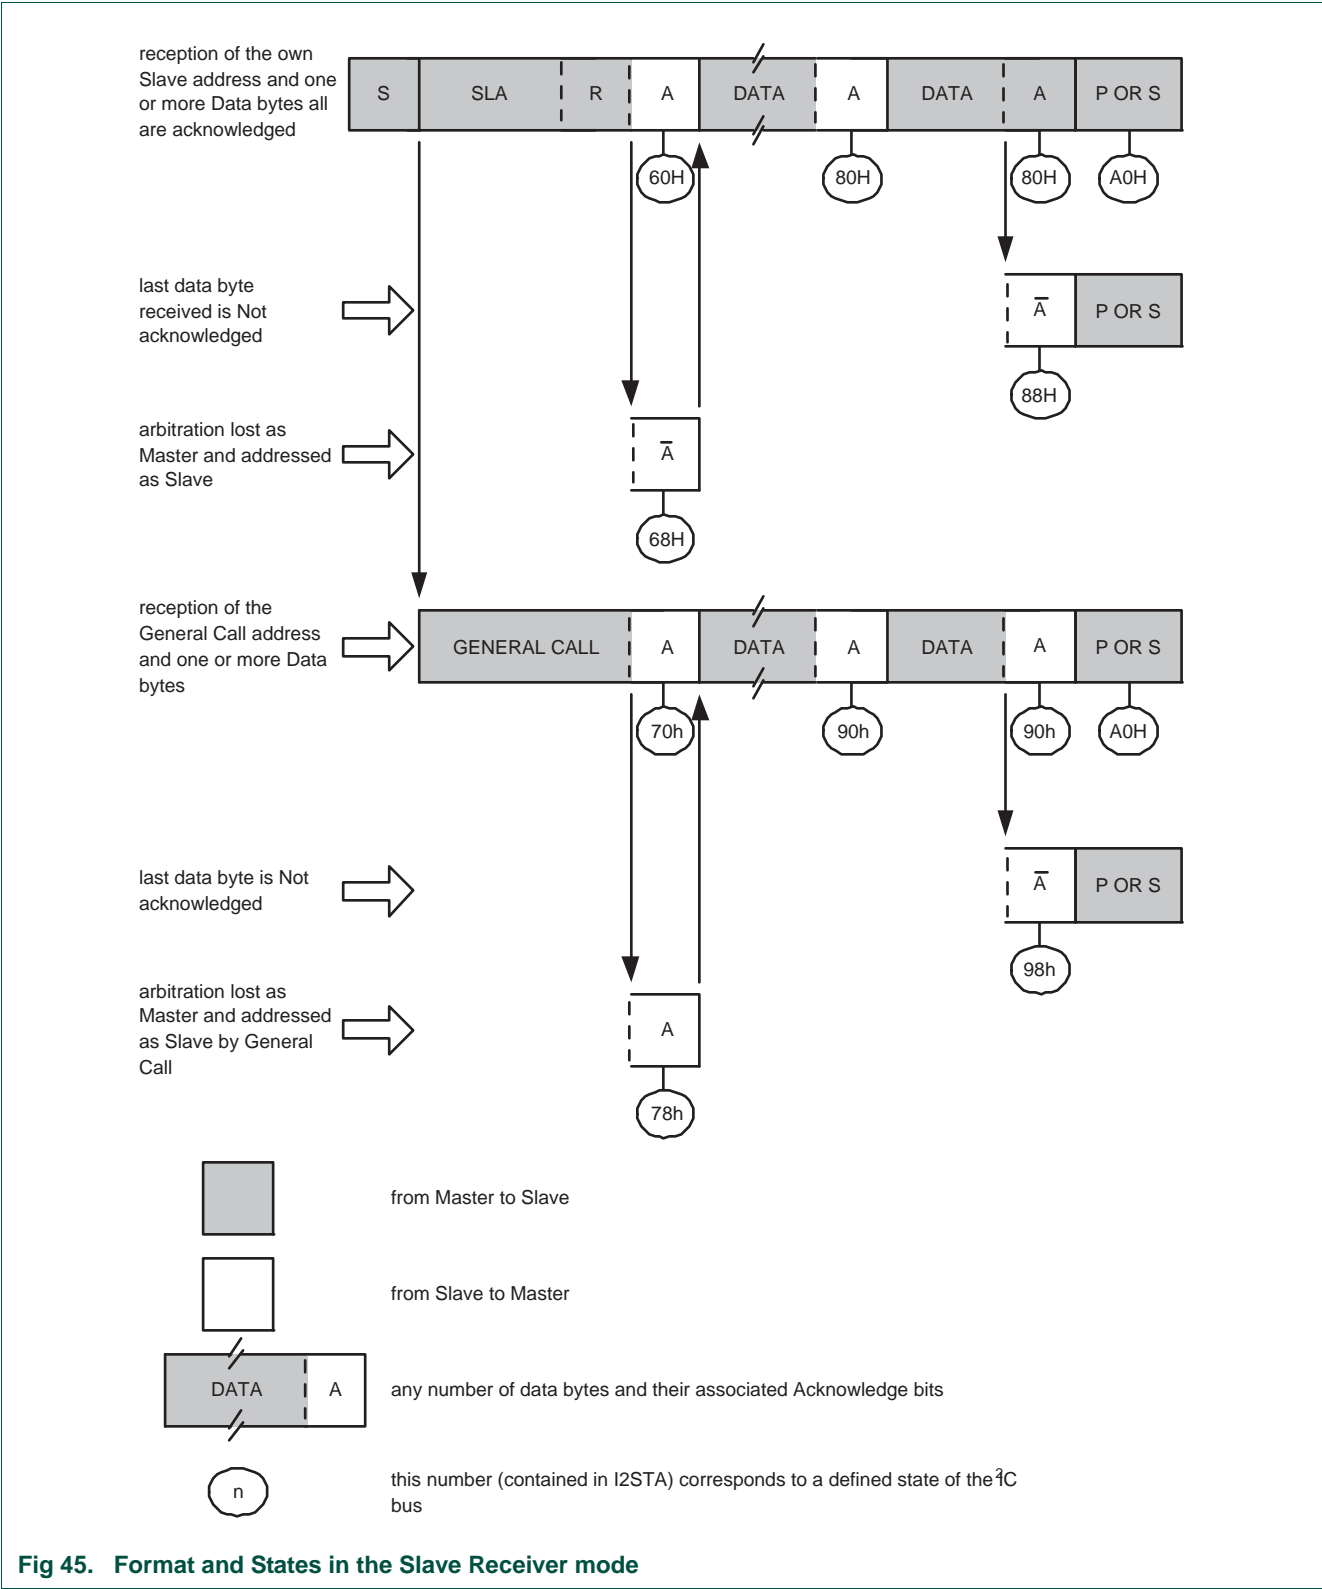 reception of the own
Slave address and one
or more Data bytes all
are acknowledged
S SLA R A DATA A DATA A P OR S
60H 80H 80H A0H
last data byte
received is Not
acknowledged
A P OR S
88H
arbitration lost as
Master and addressed
as Slave
A
68H
reception of the
General Call address
and one or more Data
bytes
GENERAL CALL A DATA A DATA A P OR S
70h 90h 90h A0H
last data byte is Not
acknowledged
A P OR S
98h
arbitration lost as
Master and addressed
as Slave by General
Call
A
78h
from Master to Slave
from Slave to Master
DATA A any number of data bytes and their associated Acknowledge bits
n this number (contained in I2STA) corresponds to a defined state of the I2C
bus
Fig 45. Format and States in the Slave Receiver mode